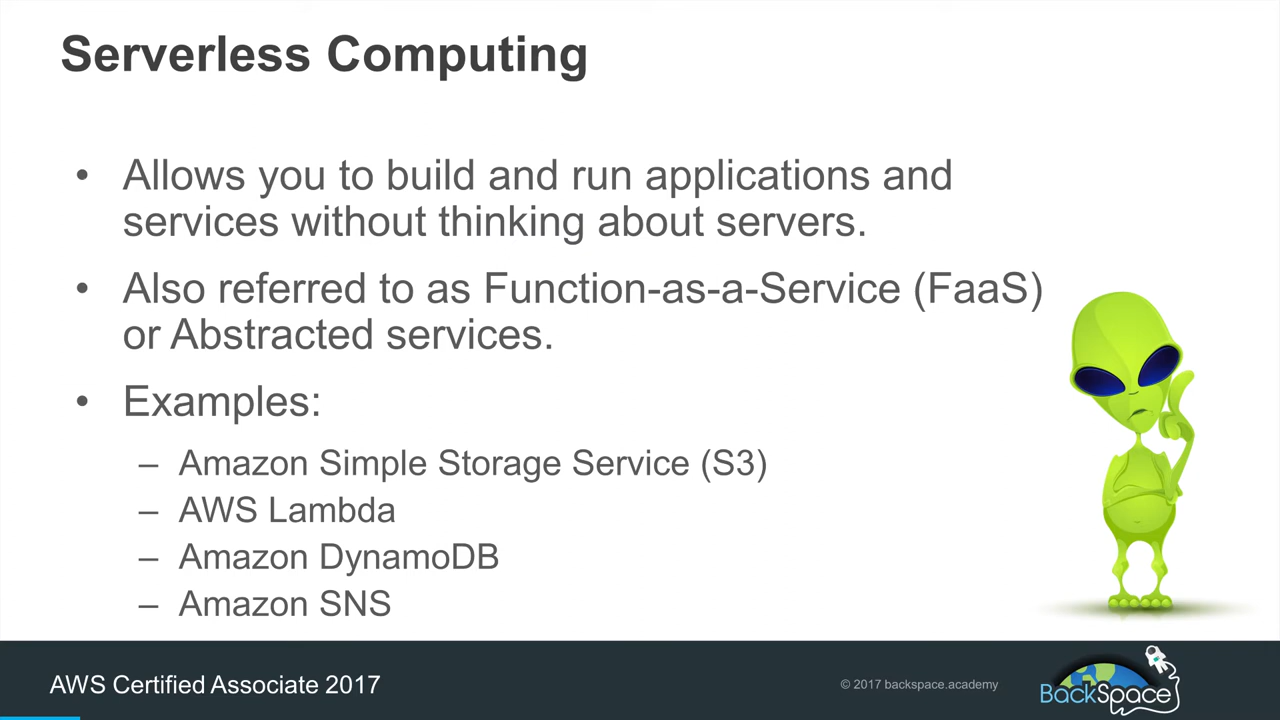 Serverless Computing
• Allows you to build and run applications and
services without thinking about servers.
• Also referred to as Function-as-a-Service (FaaS)
or Abstracted services.
• Examples:
– Amazon Simple Storage Service (S3)
– AWS Lambda
– Amazon DynamoDB
– Amazon SNS
AWS Certified Associate 2017
© 2017 backspace.academy
BackSpace